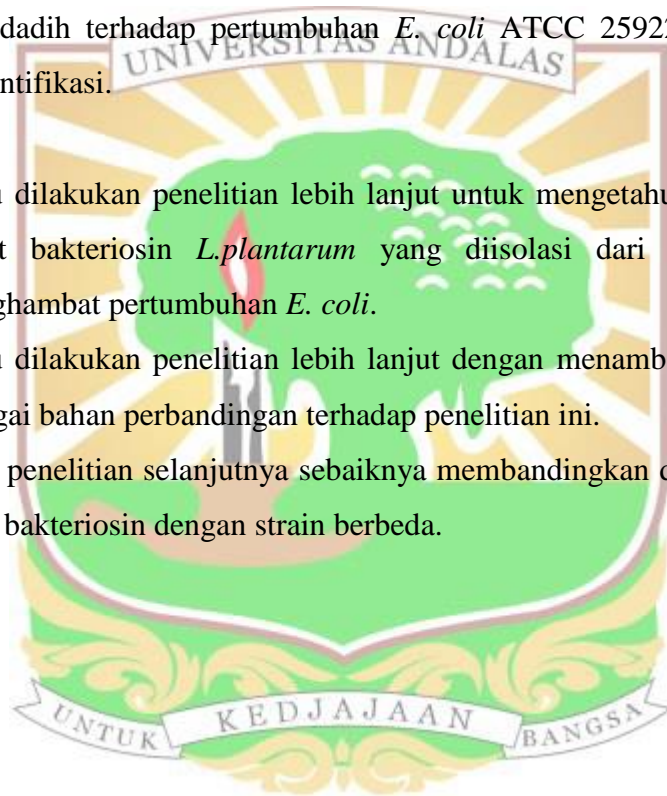 dadih terhadap pertumbuhan E. coli ATCC 2592
UNIVERSITAS ANDALAS
ntifikasi.
dilakukan penelitian lebih lanjut untuk mengetahu
t bakteriosin L.plantarum yang diisolasi dari
ghambat pertumbuhan E. coli.
dilakukan penelitian lebih lanjut dengan menamb
gai bahan perbandingan terhadap penelitian ini.
penelitian selanjutnya sebaiknya membandingkan
bakteriosin dengan strain berbeda.
UNTUK KEDJAJAAN BANGSA